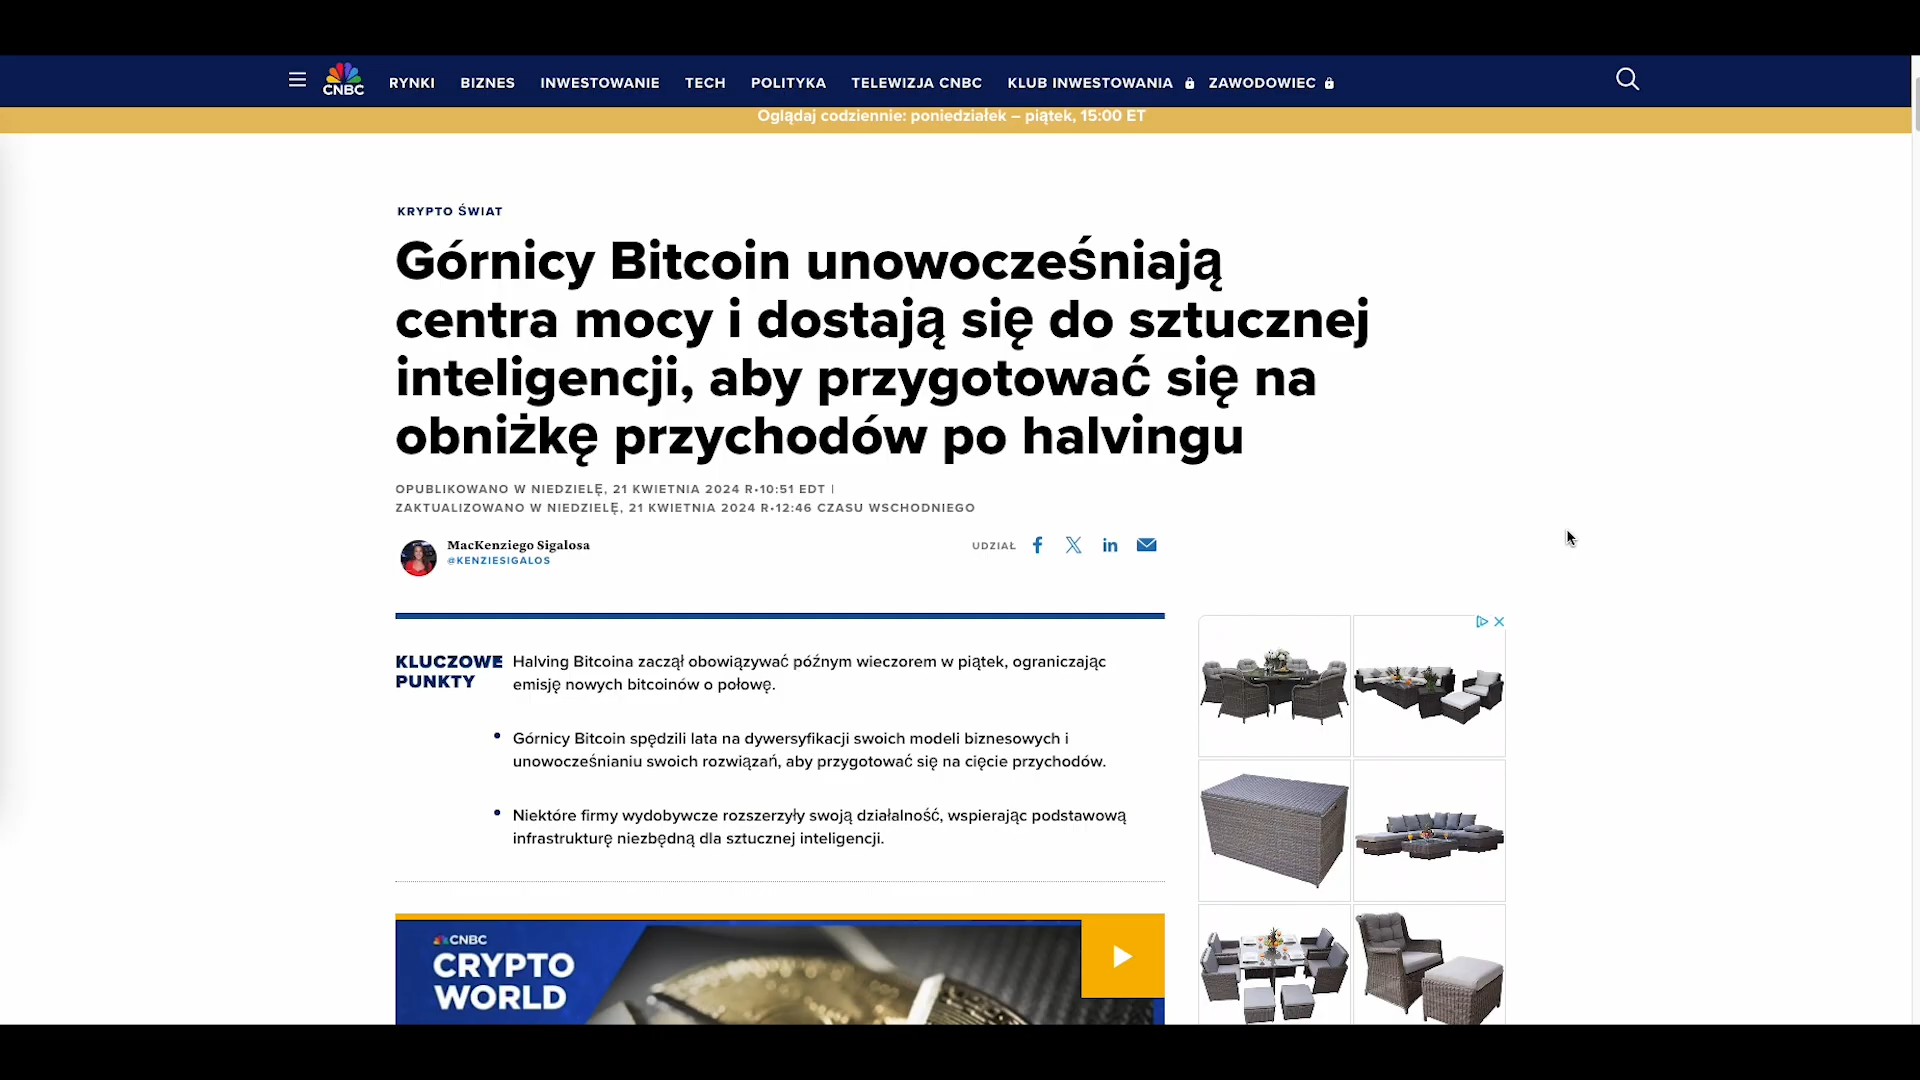 CNBC
RYNKI BIZNES INWESTOWANIE TECH POLITYKA TELEWIZJA CNBC KLUB INWESTOWANIA ZAWODOWIEC
Oglądaj codziennie: poniedziałek – piątek, 15:00 ET
KRYPTO ŚWIAT
Górnicy Bitcoin unowocześniają
centra mocy i dostają się do sztucznej
inteligencji, aby przygotować się na
obniżkę przychodów po halvingu
OPUBLIKOWANO W NIEDZIELĘ, 21 KWIETNIA 2024 R•10:51 EDT |
ZAKTUALIZOWANO W NIEDZIELĘ, 21 KWIETNIA 2024 R•12:46 CZASU WSCHODNIEGO
MacKenziego Sigalosa
@KENZIESIGALOS
UDZIAŁ
KLUCZOWE
PUNKTY
Halving Bitcoina zaczął obowiązywać późnym wieczorem w piątek, ograniczając
emisję nowych bitcoinów o połowę.
• Górnicy Bitcoin spędzili lata na dywersyfikacji swoich modeli biznesowych i
unowocześnianiu swoich rozwiązań, aby przygotować się na cięcie przychodów.
• Niektóre firmy wydobywcze rozszerzyły swoją działalność, wspierając podstawową
infrastrukturę niezbędną dla sztucznej inteligencji.
CNBC
CRYPTO
WORLD